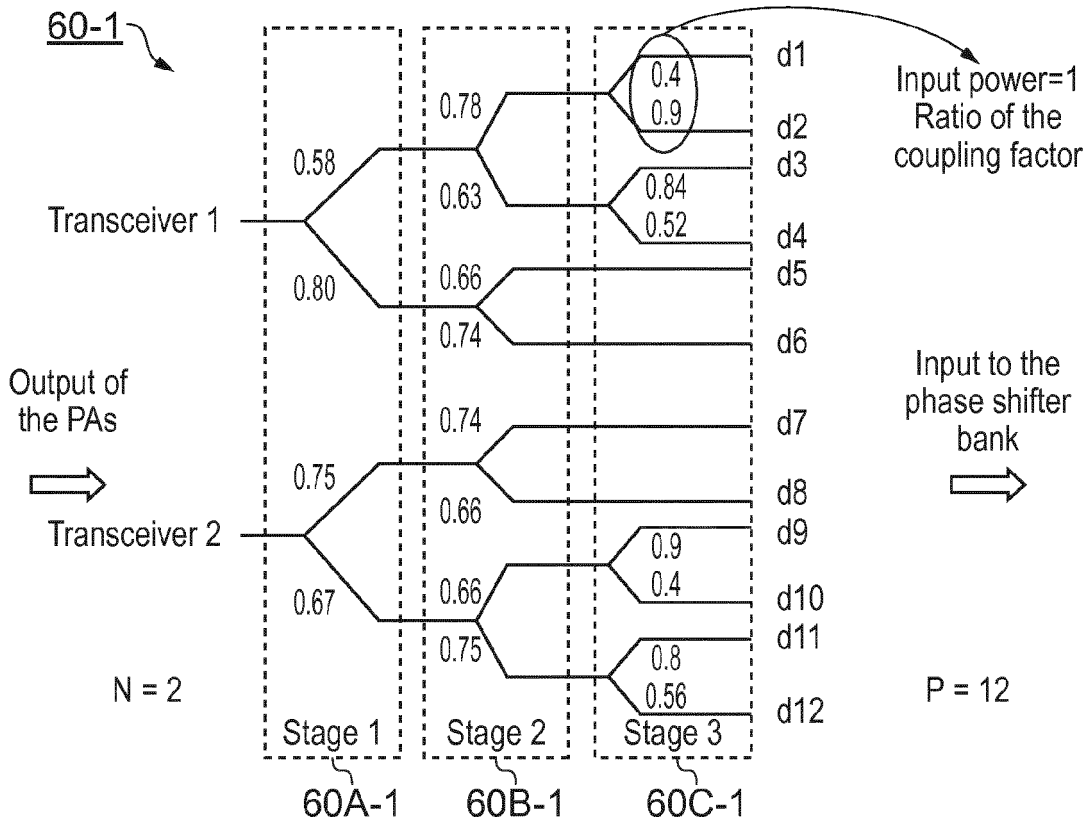 60-1
d1
0.4
0.9
d2
Input power=1
Ratio of the
coupling factor
0.78
0.58
0.63
d3
0.84
0.52
d4
Transceiver 1
0.80
0.66
0.74
d5
d6
Output of
the PAs
Input to the
phase shifter
bank
0.74
d7
0.75
0.66
d8
Transceiver 2
d9
0.9
0.4
d10
0.67
0.66
0.75
d11
0.8
0.56
d12
N = 2
P = 12
Stage 1
Stage 2
Stage 3
60A-1
60B-1
60C-1